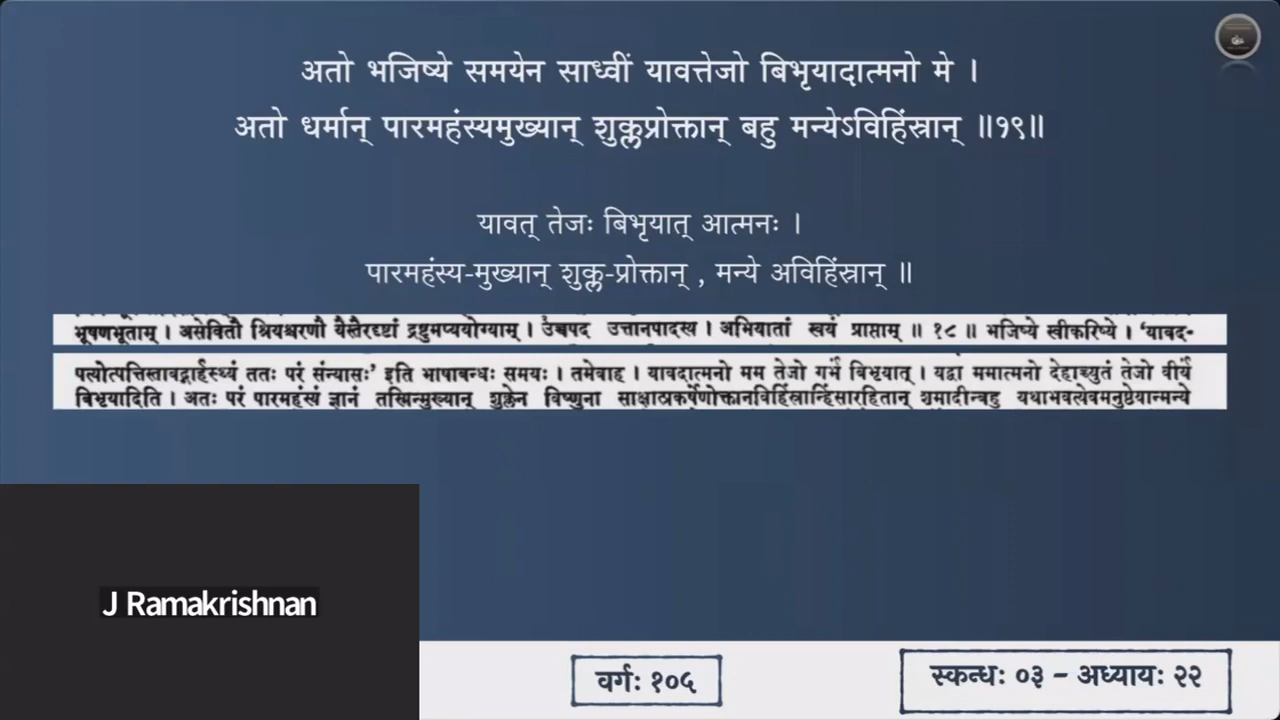 अतो भजिष्ये समयेन साध्वीं यावत्तेजो बिभृयादात्मनो मे ।
अतो धर्मान् पारमहंस्यमुख्यान् शुक्लप्रोक्तान् बहु मन्येऽविहिंस्रान् ॥१९॥
यावत् तेजः बिभृयात् आत्मनः ।
पारमहंस्य-मुख्यान् शुक्ल-प्रोक्तान् , मन्ये अविहिंस्रान् ॥
भूषणभूताम् । असेवितौ श्रियश्चरणौ यैस्तैरदृष्टां द्रष्टुमप्ययोग्याम् । उच्चपद उत्तानपादस्य । अभियातां स्वयं प्राप्ताम् ॥ १८ ॥ भजिष्ये स्वीकरिष्ये । ‘यावद-
पत्योत्पत्तिस्तावद्गार्हस्थ्यं ततः परं संन्यासः’ इति भाषाबन्धः समयः । तमेवाह । यावदात्मनो मम तेजो गर्भं बिभृयात् । यद्वा ममात्मनो देहाच्च्युतं तेजो वीर्यं
बिभृयादिति । अतः परं पारमहंस्यं ज्ञानं तस्मिन्मुख्यान् शुक्लेन विष्णुना साक्षात्प्रकर्षेणोक्तानविहिंस्रान्हिंसारहितान् शमादीन्बहु यथाभवत्येवमनुष्ठेयान्मन्ये
J Ramakrishnan
वर्गः १०५
स्कन्धः ०३ - अध्यायः २२